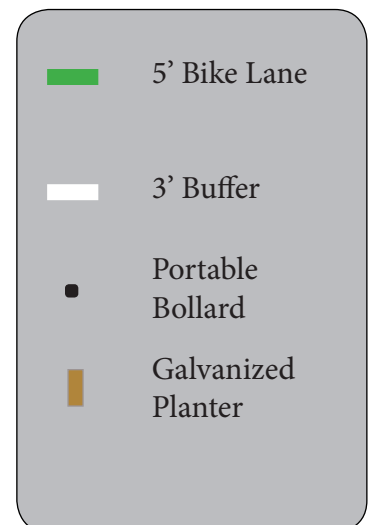 5’ Bike Lane
3’ Buffer
Portable
Bollard
Galvanized
Planter